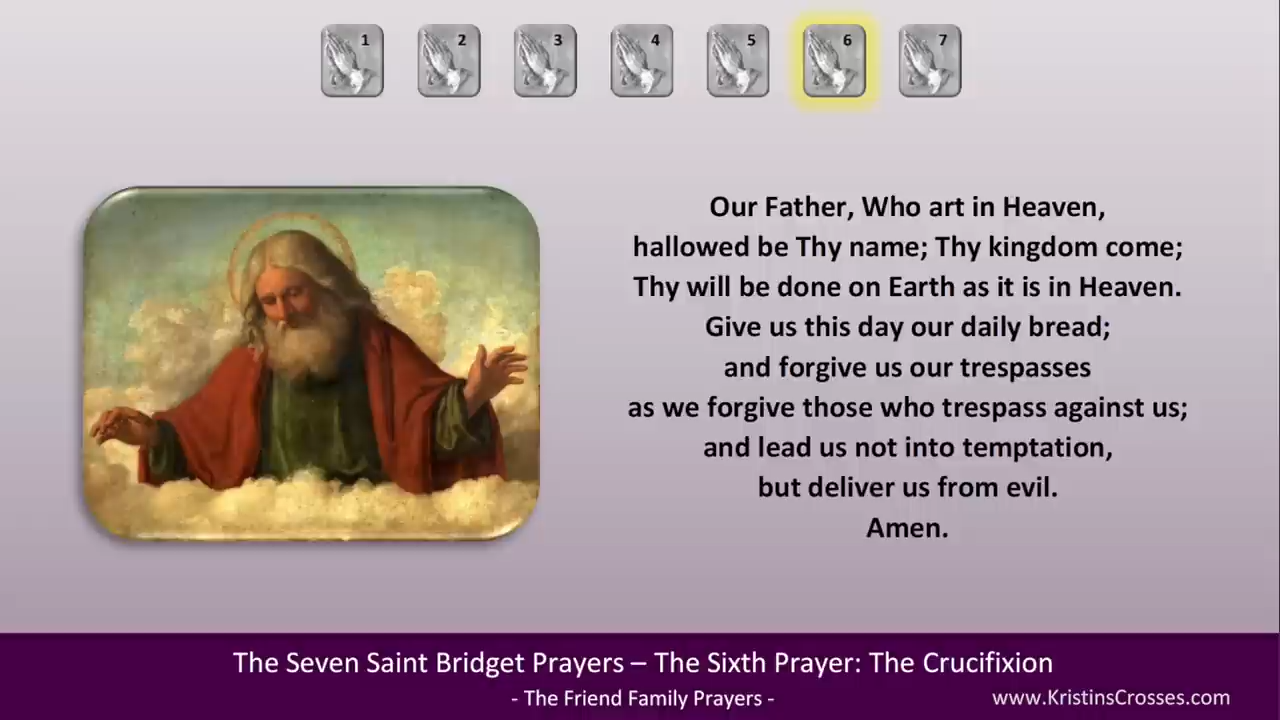 1 2 3 4 5 6 7
Our Father, Who art in Heaven,
hallowed be Thy name; Thy kingdom come;
Thy will be done on Earth as it is in Heaven.
Give us this day our daily bread;
and forgive us our trespasses
as we forgive those who trespass against us;
and lead us not into temptation,
but deliver us from evil.
Amen.
The Seven Saint Bridget Prayers – The Sixth Prayer: The Crucifixion
- The Friend Family Prayers -
www.KristinsCrosses.com